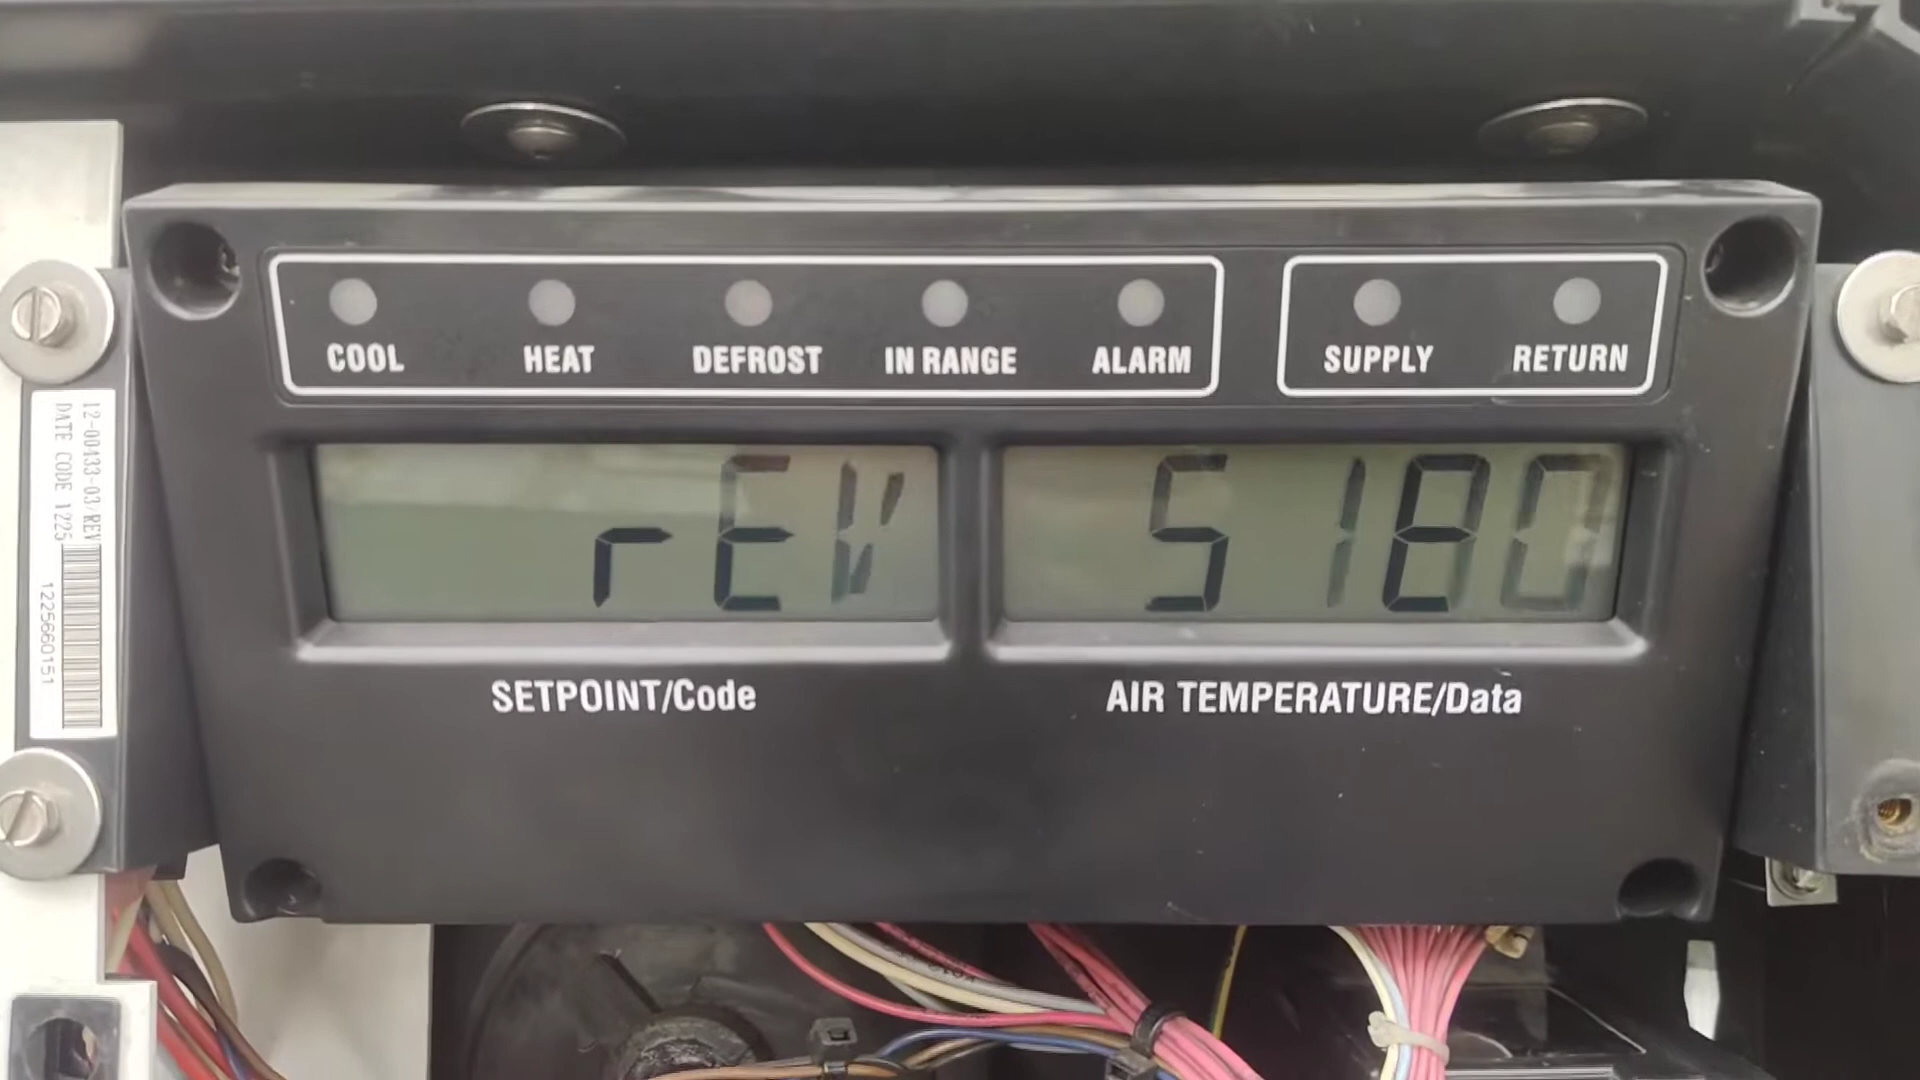 COOL HEAT DEFROST IN RANGE ALARM SUPPLY RETURN
rEV 5180
SETPOINT/Code AIR TEMPERATURE/Data
12-00433-03/REV
DATE CODE 1225
1225660151